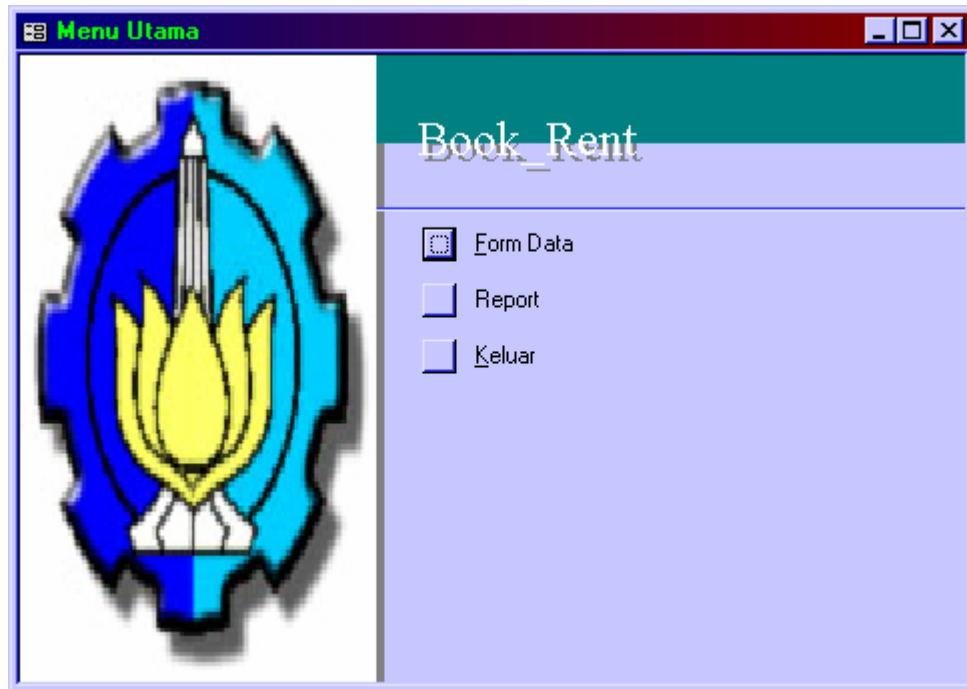 Menu Utama
Book_Rent
Form Data
Report
Keluar